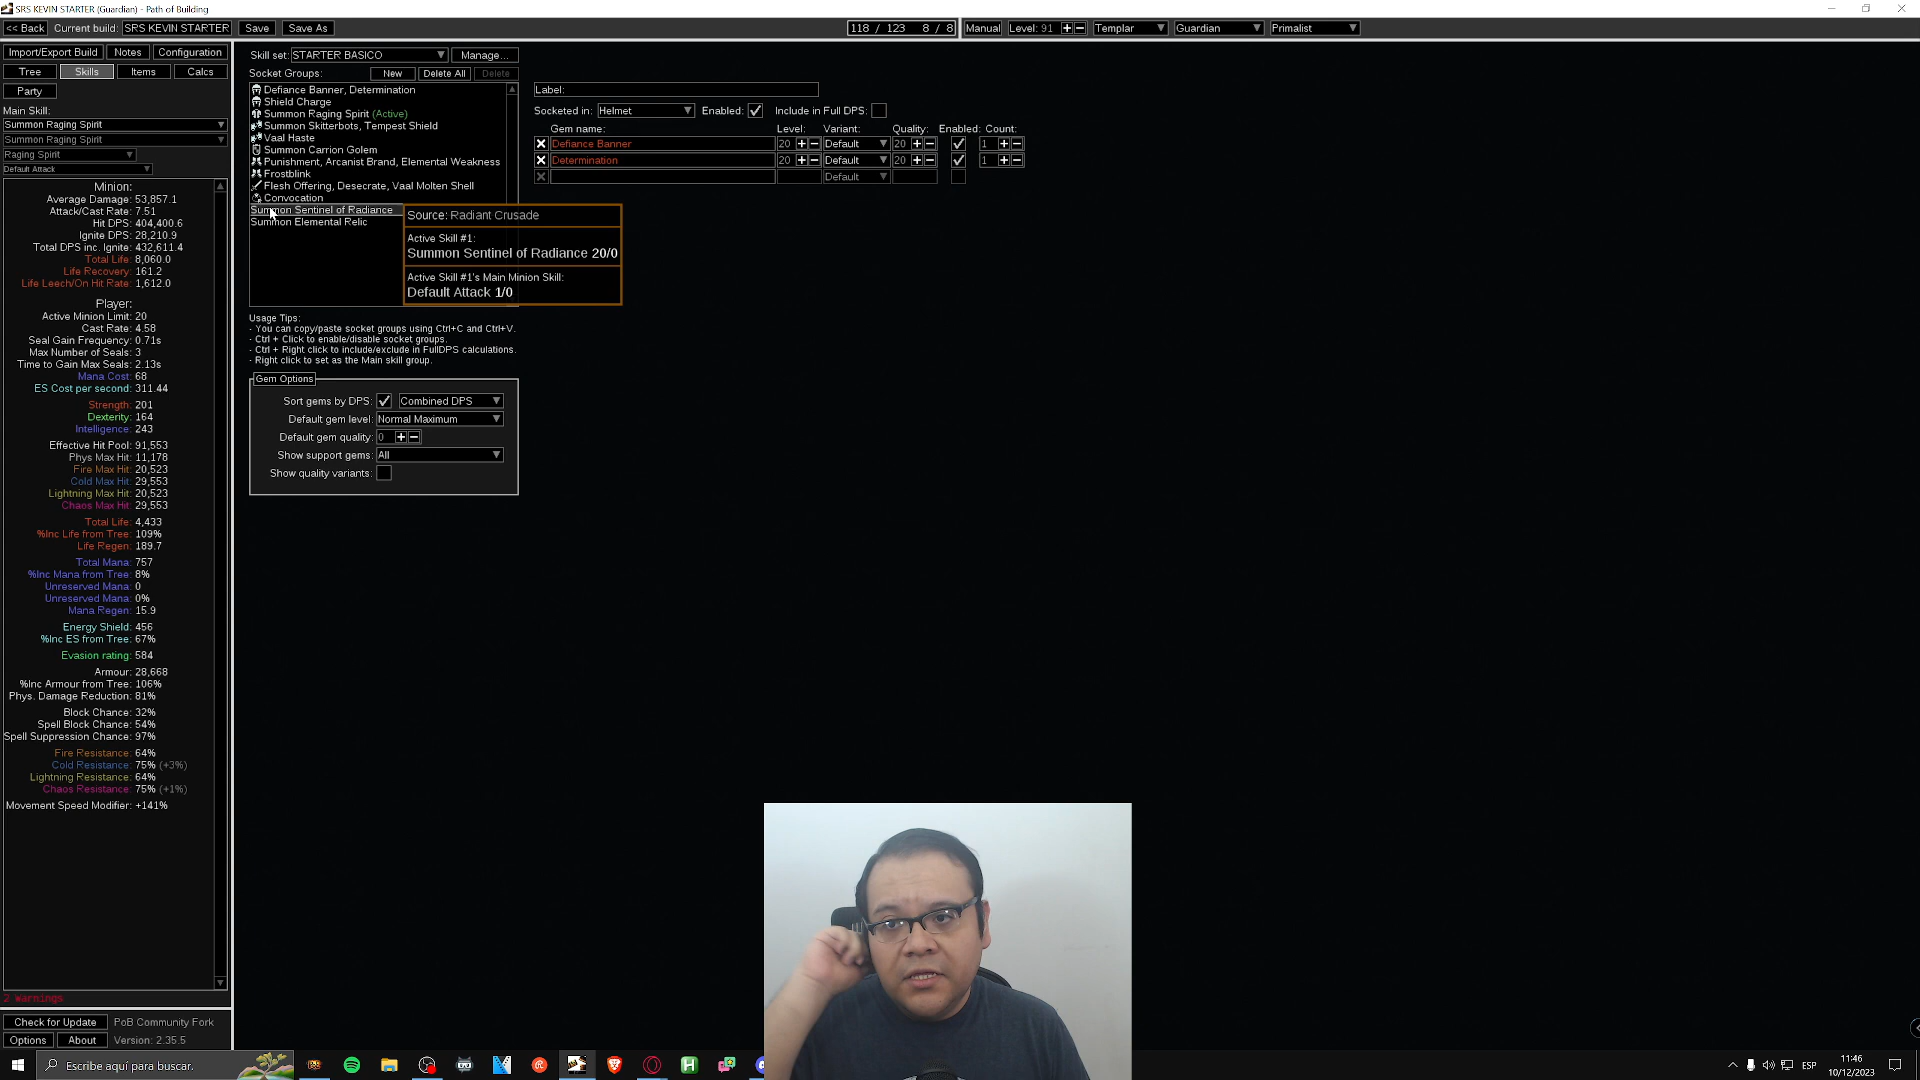 SRS KEVIN STARTER (Guardian) - Path of Building
<< Back Current build: SRS KEVIN STARTER Save Save As 118 / 123 8 / 8 Manual Level: 91 Templar Guardian Primalist
Import/Export Build Notes Configuration
Tree Skills Items Calcs
Party
Main Skill:
Summon Raging Spirit
Summon Raging Spirit
Raging Spirit
Default Attack
Minion:
Average Damage: 53,857.1
Attack/Cast Rate: 7.51
Hit DPS: 404,400.6
Ignite DPS: 28,210.9
Total DPS inc. Ignite: 432,611.4
Total Life: 8,060.0
Life Recovery: 161.2
Life Leech/On Hit Rate: 1,612.0
Player:
Active Minion Limit: 20
Cast Rate: 4.58
Seal Gain Frequency: 0.71s
Max Number of Seals: 3
Time to Gain Max Seals: 2.13s
Mana Cost: 68
ES Cost per second: 311.44
Strength: 201
Dexterity: 164
Intelligence: 243
Effective Hit Pool: 91,553
Phys Max Hit: 11,178
Fire Max Hit: 20,523
Cold Max Hit: 29,553
Lightning Max Hit: 20,523
Chaos Max Hit: 29,553
Total Life: 4,433
%Inc Life from Tree: 109%
Life Regen: 189.7
Total Mana: 757
%Inc Mana from Tree: 8%
Unreserved Mana: 0
Unreserved Mana: 0%
Mana Regen: 15.9
Energy Shield: 456
%Inc ES from Tree: 67%
Evasion rating: 584
Armour: 28,668
%Inc Armour from Tree: 106%
Phys. Damage Reduction: 81%
Block Chance: 32%
Spell Block Chance: 54%
Spell Suppression Chance: 97%
Fire Resistance: 64%
Cold Resistance: 75% (+3%)
Lightning Resistance: 64%
Chaos Resistance: 75% (+1%)
Movement Speed Modifier: +141%
2 Warnings
Check for Update PoB Community Fork
Options About Version: 2.35.5
Skill set: STARTER BASICO Manage...
Socket Groups: New Delete All Delete
Defiance Banner, Determination
Shield Charge
Summon Raging Spirit (Active)
Summon Skitterbots, Tempest Shield
Vaal Haste
Summon Carrion Golem
Punishment, Arcanist Brand, Elemental Weakness
Frostblink
Flesh Offering, Desecrate, Vaal Molten Shell
Convocation
Summon Sentinel of Radiance
Summon Elemental Relic
Source: Radiant Crusade
Active Skill #1:
Summon Sentinel of Radiance 20/0
Active Skill #1's Main Minion Skill:
Default Attack 1/0
Usage Tips:
- You can copy/paste socket groups using Ctrl+C and Ctrl+V.
- Ctrl + Click to enable/disable socket groups.
- Ctrl + Right click to include/exclude in FullDPS calculations.
- Right click to set as the Main skill group.
Gem Options
Sort gems by DPS: Combined DPS
Default gem level: Normal Maximum
Default gem quality: 0
Show support gems: All
Show quality variants:
Label:
Socketed in: Helmet Enabled: Include in Full DPS:
Gem name: Level: Variant: Quality: Enabled: Count:
Defiance Banner 20 Default 20 1
Determination 20 Default 20 1
Default
Escribe aquí para buscar. ESP 11:46
10/12/2023